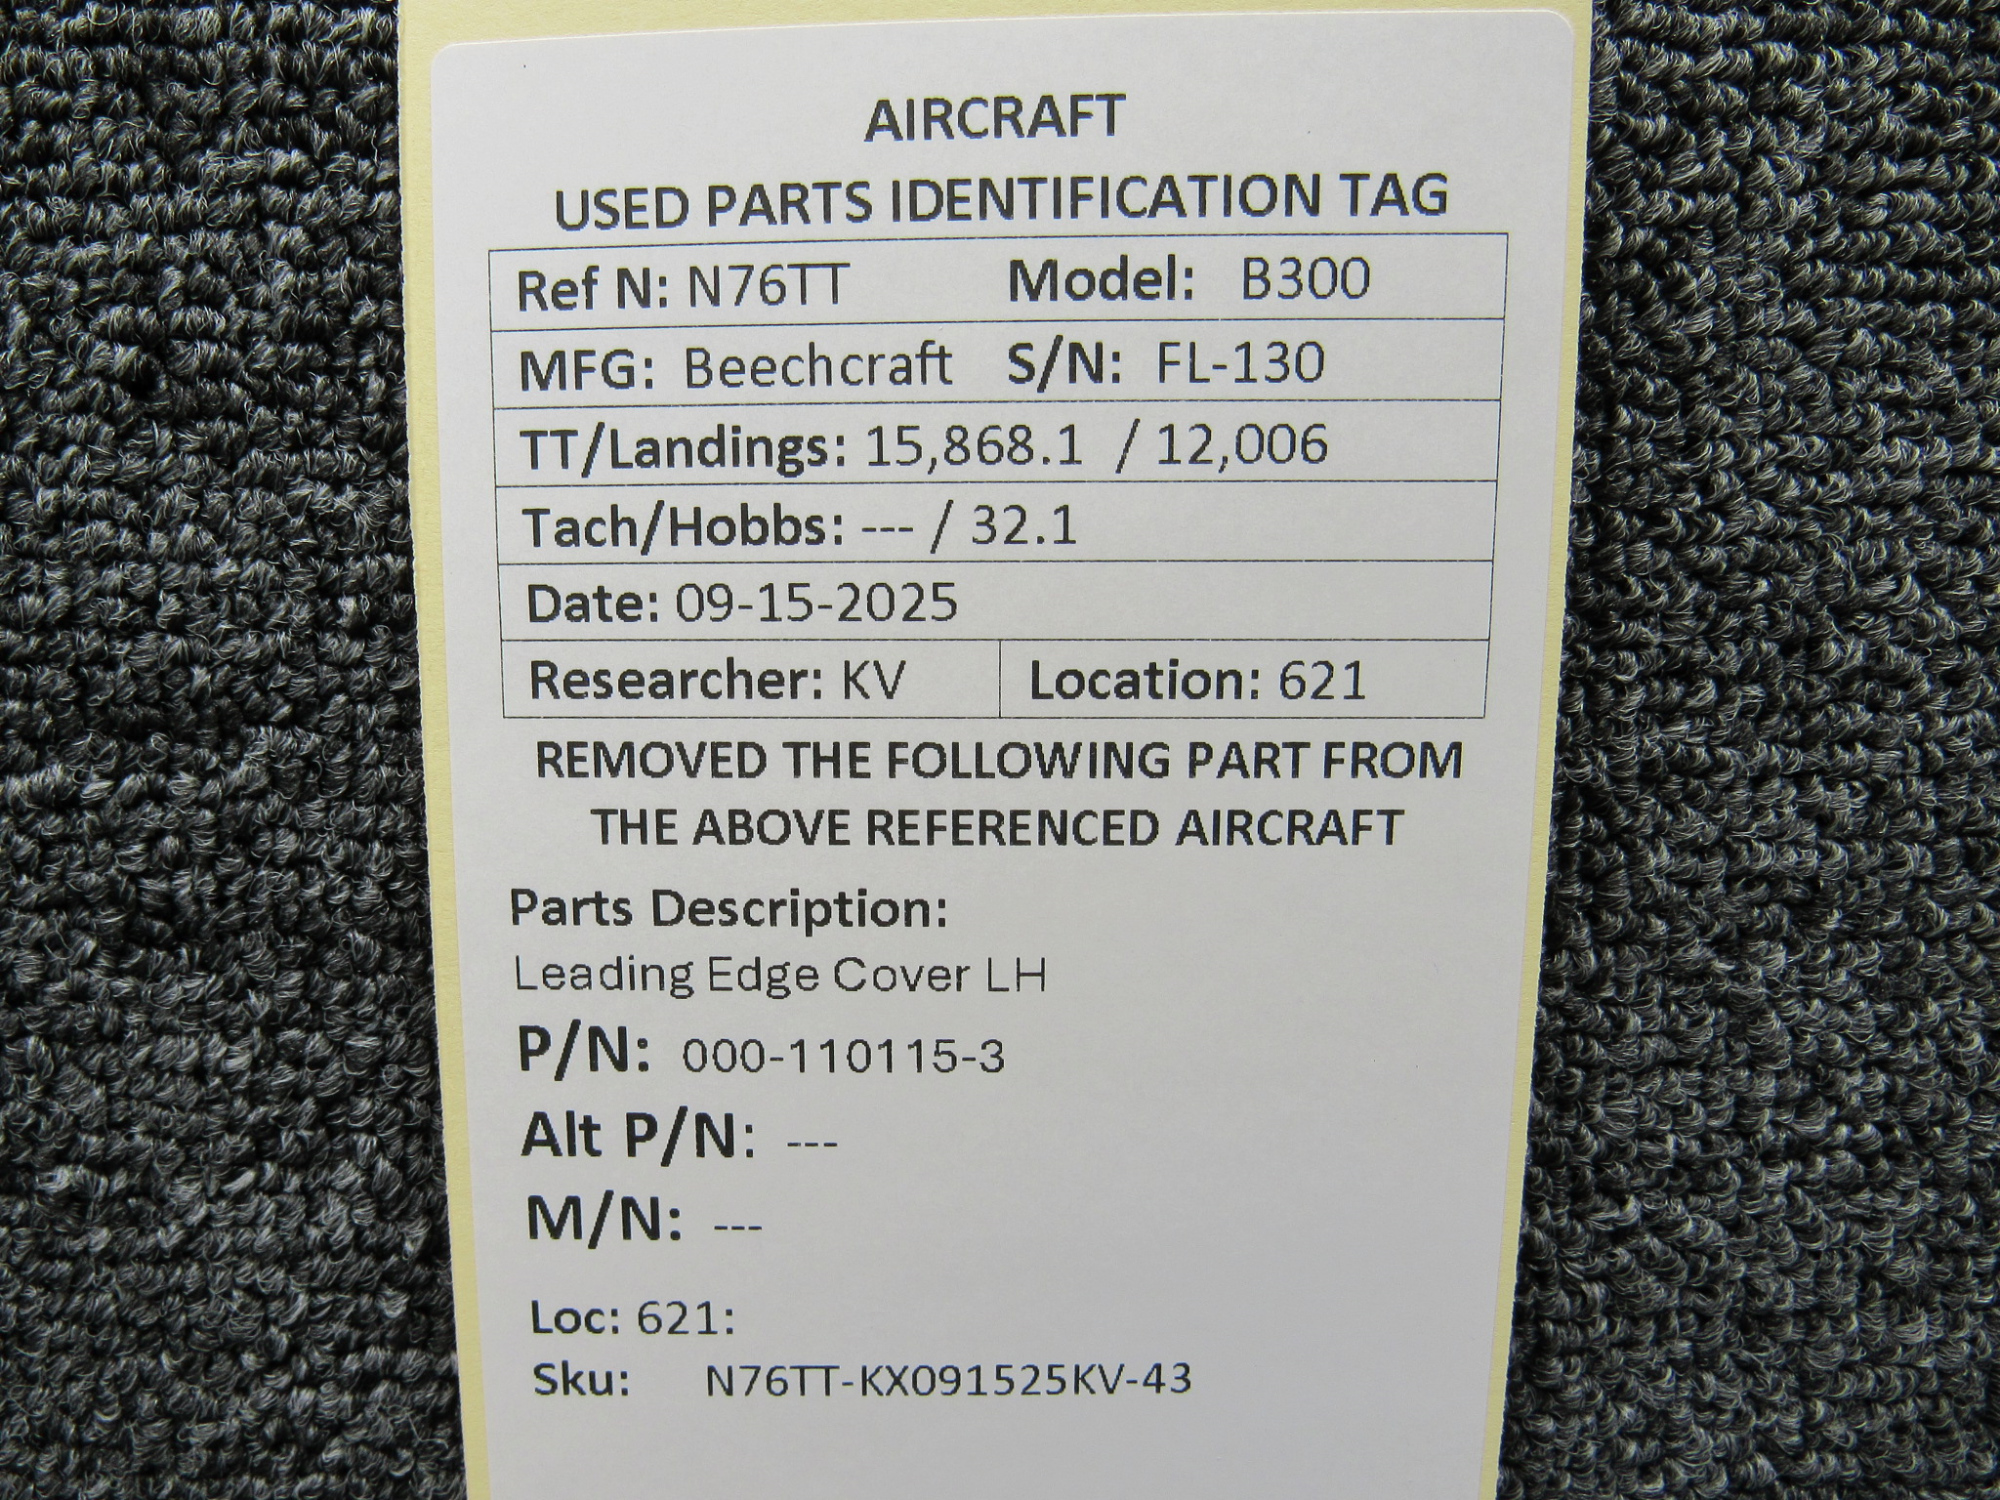 AIRCRAFT
USED PARTS IDENTIFICATION TAG
Ref N: N76TT Model: B300
MFG: Beechcraft S/N: FL-130
TT/Landings: 15,868.1 / 12,006
Tach/Hobbs: --- / 32.1
Date: 09-15-2025
Researcher: KV Location: 621
REMOVED THE FOLLOWING PART FROM
THE ABOVE REFERENCED AIRCRAFT
Parts Description:
Leading Edge Cover LH
P/N: 000-110115-3
Alt P/N: ---
M/N: ---
Loc: 621:
Sku: N76TT-KX091525KV-43